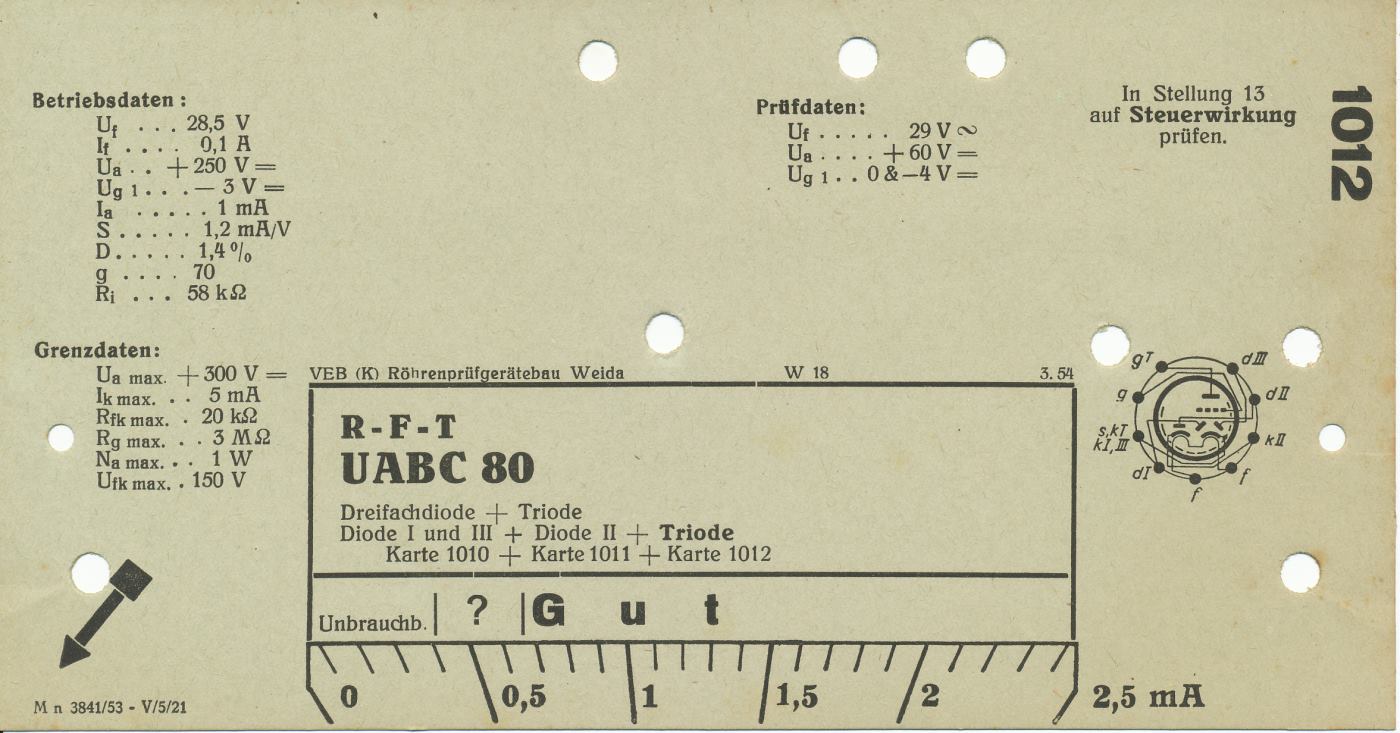 Betriebsdaten:
Uf . . . 28,5 V
If . . . . 0,1 A
Ua . . +250 V =
Ug 1 . . . — 3 V =
Ia . . . . . . 1 mA
S . . . . . 1,2 mA/V
D . . . . . 1,4 %
g . . . . 70
Ri . . . 58 kΩ
Grenzdaten:
Ua max. +300 V =
Ik max. . . 5 mA
Rfk max. . 20 kΩ
Rg max. . . 3 MΩ
Na max. . . 1 W
Ufk max. . 150 V
Prüfdaten:
Uf . . . . . 29 V ∿
Ua . . . . +60 V =
Ug 1 . . 0 & —4 V =
In Stellung 13
auf Steuerwirkung
prüfen.
1012
VEB (K) Röhrenprüfgerätebau Weida W 18 3.54
R-F-T
UABC 80
Dreifachdiode + Triode
Diode I und III + Diode II + Triode
Karte 1010 + Karte 1011 + Karte 1012
Unbrauchb. | ? | Gut
0 0,5 1 1,5 2 2,5 mA
gT
dIII
g
dII
s,kT
kI,III
kII
dI
f
f
M n 3841/53 - V/5/21